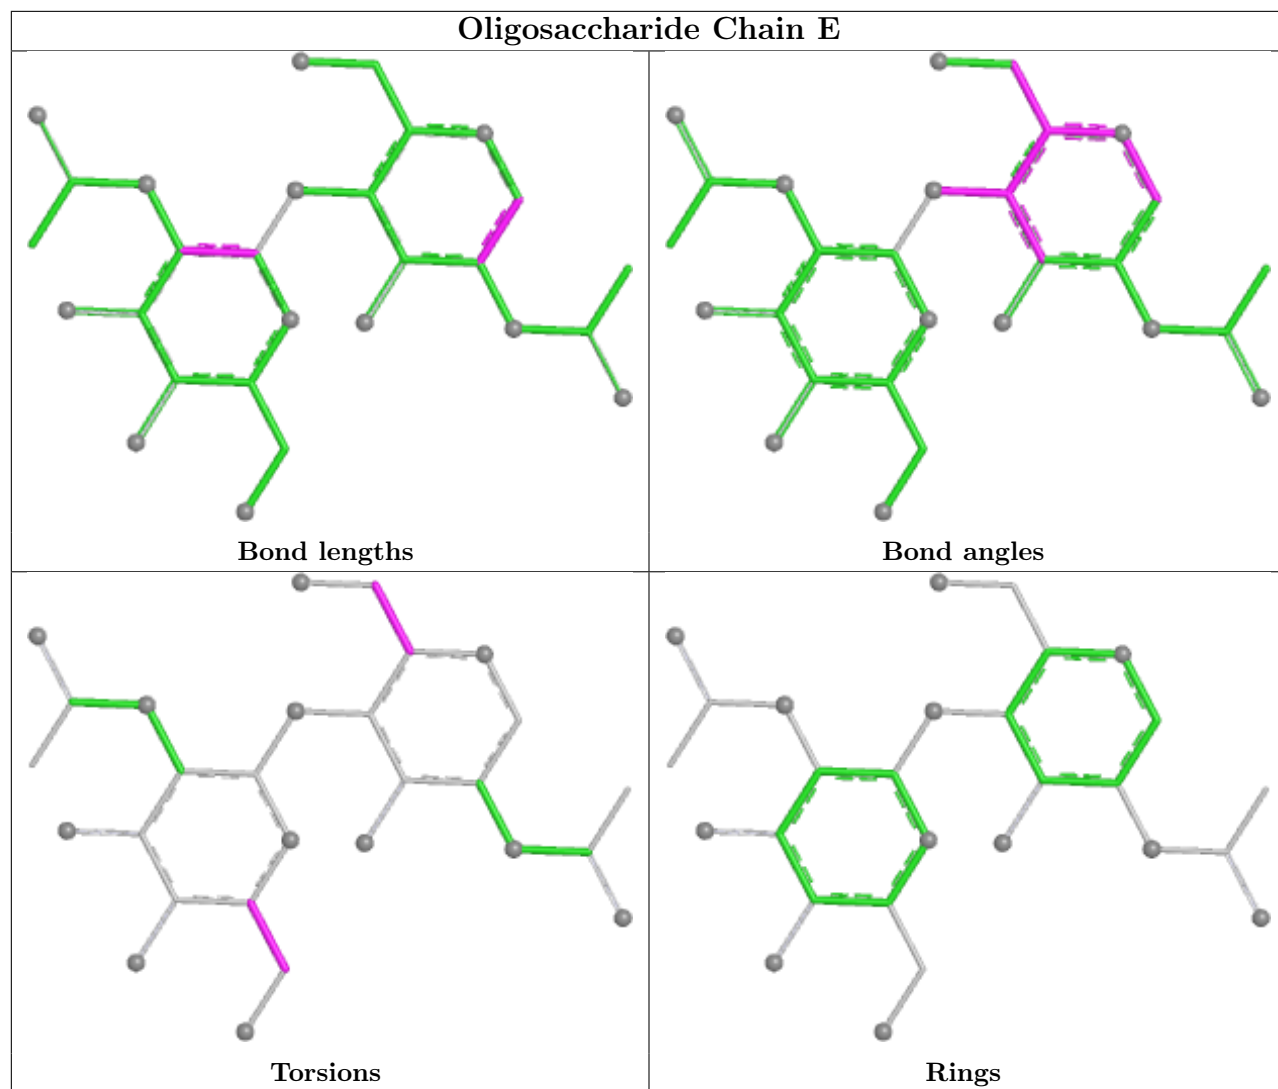 Oligosaccharide Chain E
Bond lengths
Bond angles
Torsions
Rings